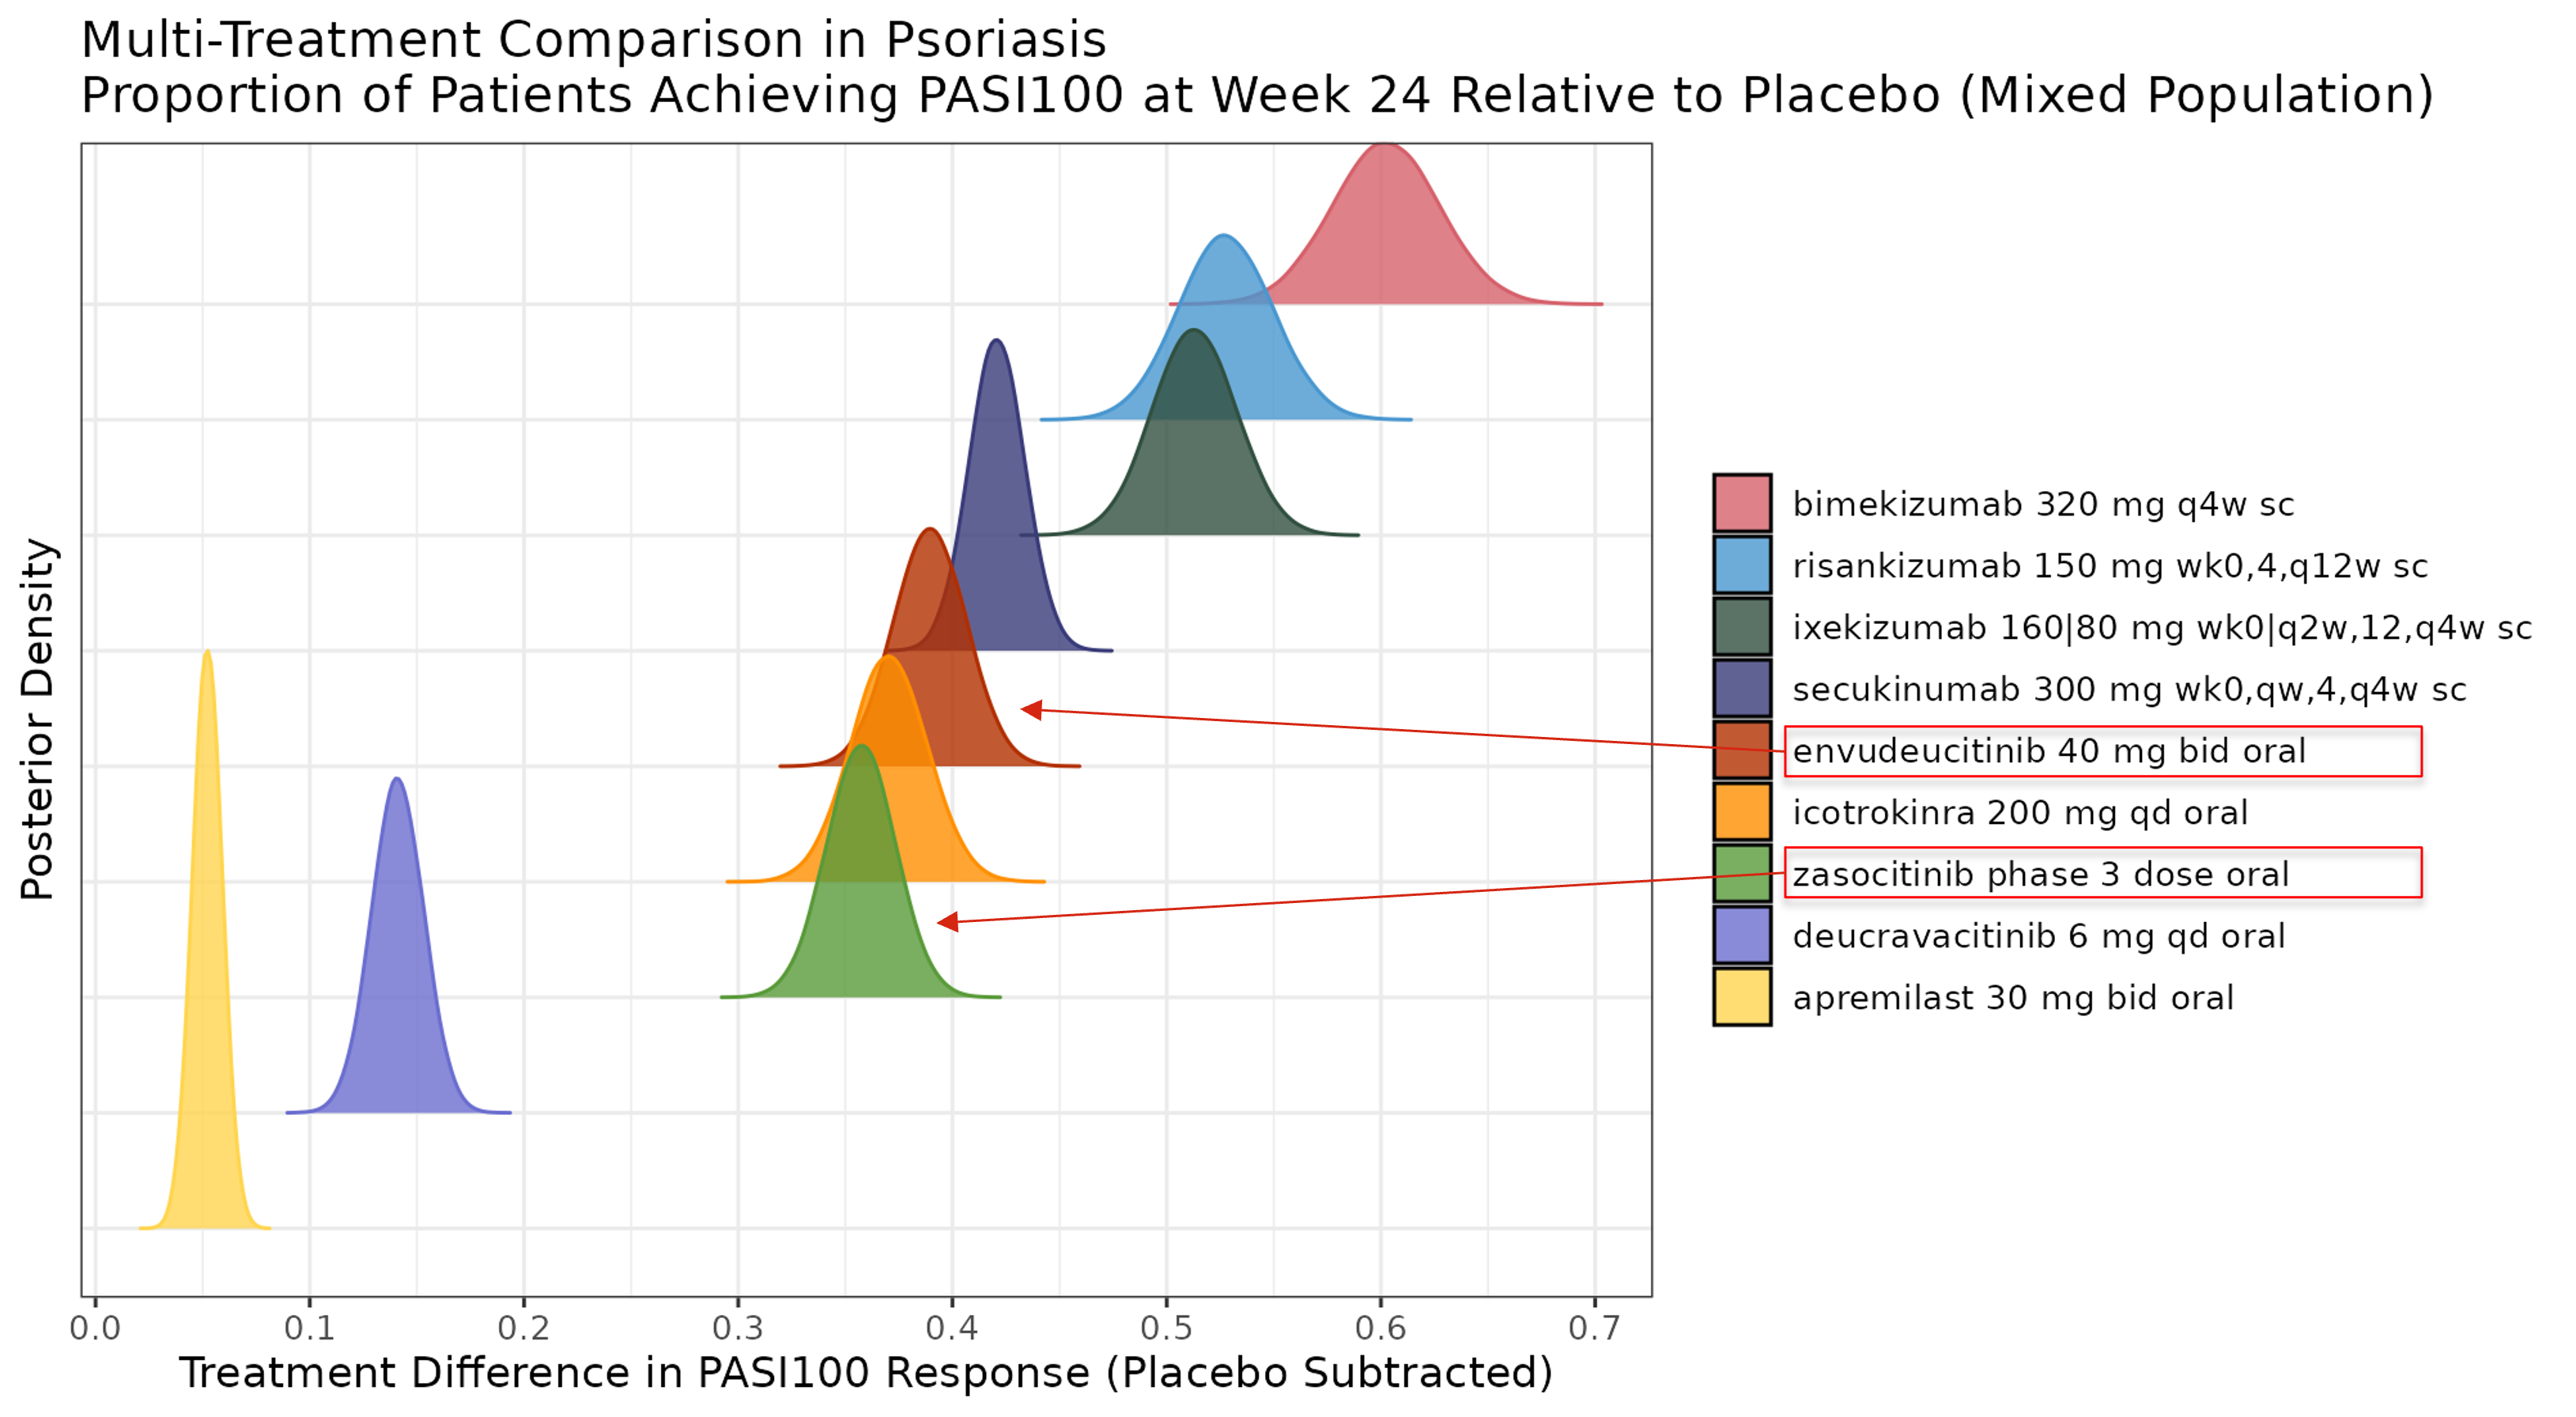 Multi-Treatment Comparison in Psoriasis
Proportion of Patients Achieving PASI100 at Week 24 Relative to Placebo (Mixed Population)
Posterior Density
bimekizumab 320 mg q4w sc
risankizumab 150 mg wk0,4,q12w sc
ixekizumab 160|80 mg wk0|q2w,12,q4w sc
secukinumab 300 mg wk0,qw,4,q4w sc
envudeucitinib 40 mg bid oral
icotrokinra 200 mg qd oral
zasocitinib phase 3 dose oral
deucravacitinib 6 mg qd oral
apremilast 30 mg bid oral
0.0 0.1 0.2 0.3 0.4 0.5 0.6 0.7
Treatment Difference in PASI100 Response (Placebo Subtracted)